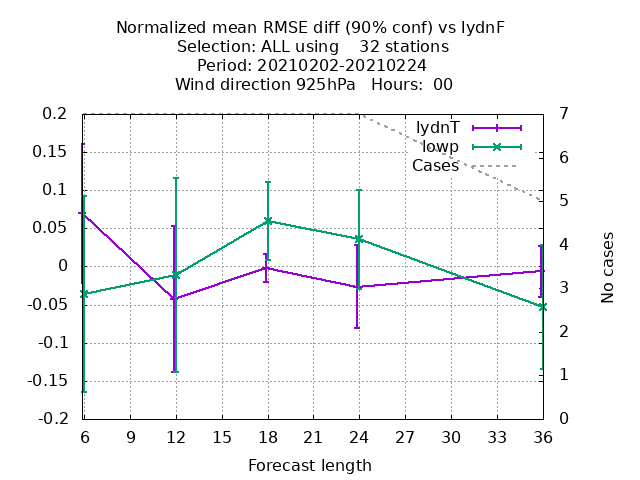 Normalized mean RMSE diff (90% conf) vs lydnF
Selection: ALL using    32 stations
Period: 20210202-20210224
Wind direction 925hPa   Hours:  00
0.2
0.15
0.1
0.05
0
-0.05
-0.1
-0.15
-0.2
lydnT
lowp
Cases
7
6
5
4
3
2
1
0
No cases
6 9 12 15 18 21 24 27 30 33 36
Forecast length